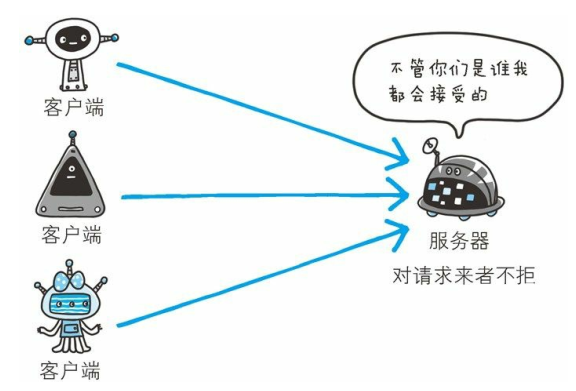 不管你们是谁我
都会接受的
客户端
客户端
服务器
对请求来者不拒
客户端